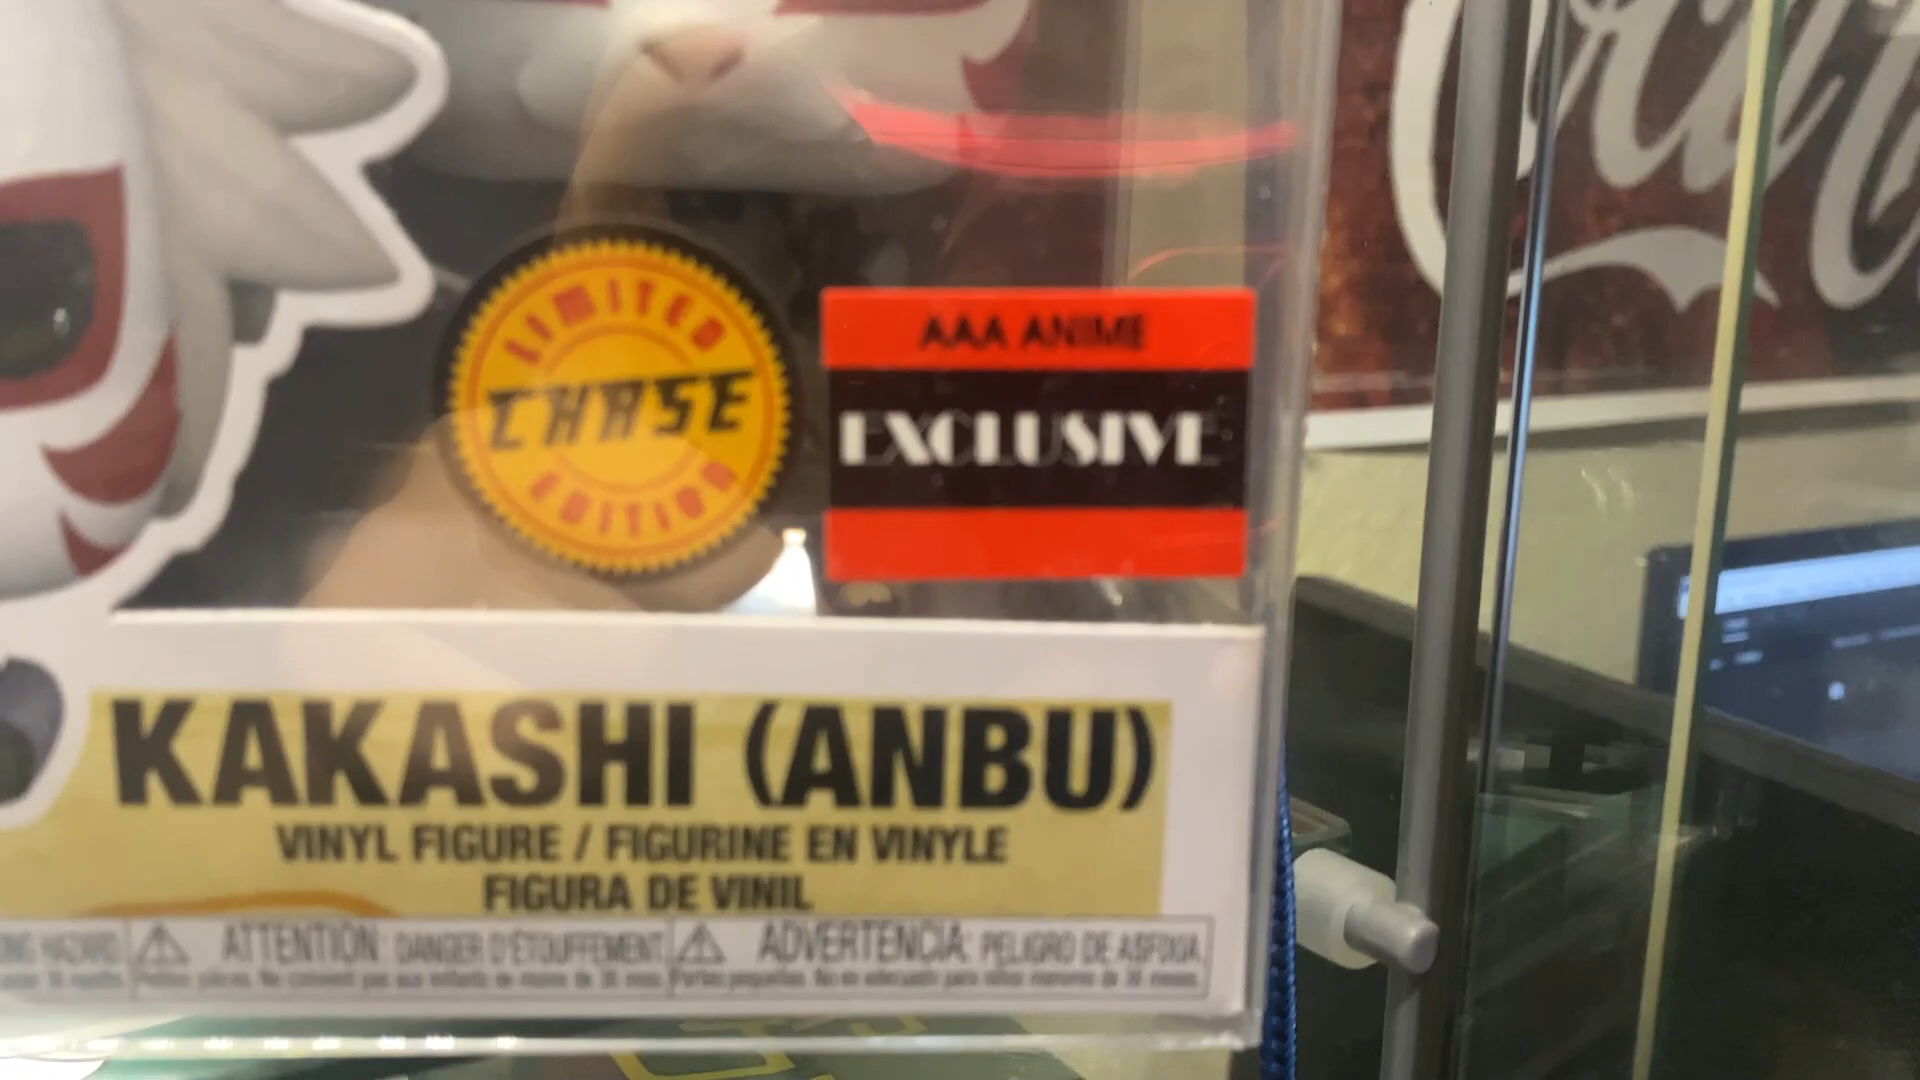 LIMITED
CHASE
EDITION
AAA ANIME
EXCLUSIVE
KAKASHI (ANBU)
VINYL FIGURE / FIGURINE EN VINYLE
FIGURA DE VINIL
HAZARD
ATTENTION: DANGER D'ÉTOUFFEMENT
ADVERTENCIA: PELIGRO DE ASFIXIA.